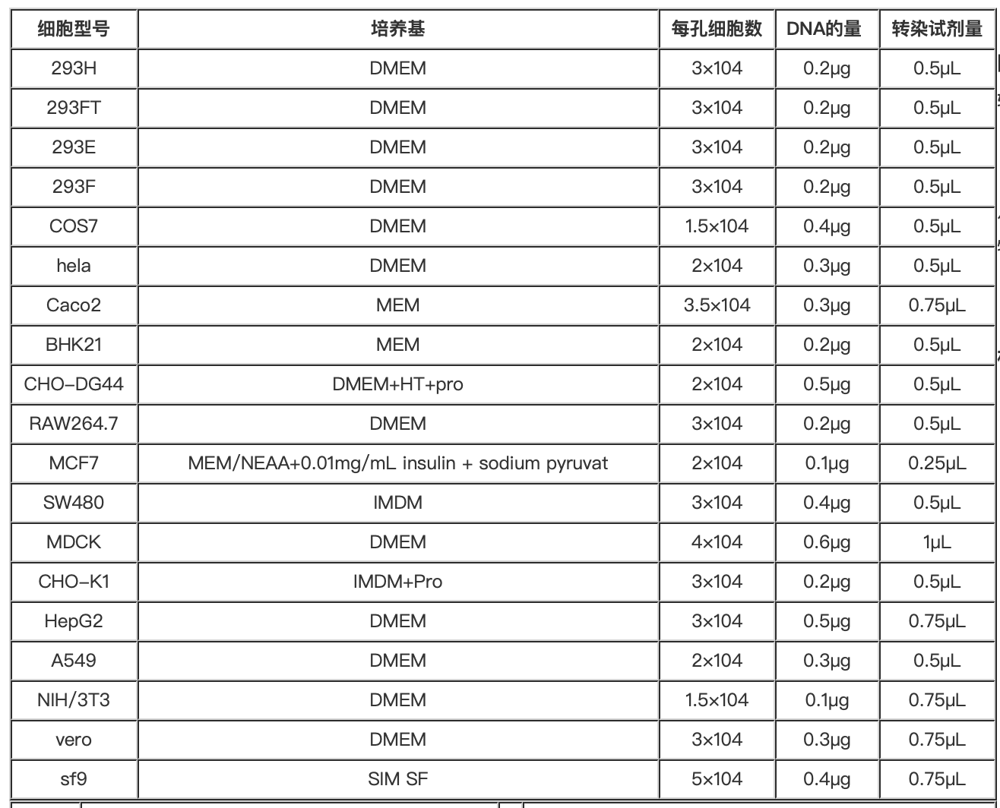 细胞型号 培养基 每孔细胞数 DNA的量 转染试剂量
293H DMEM 3×104 0.2μg 0.5μL
293FT DMEM 3×104 0.2μg 0.5μL
293E DMEM 3×104 0.2μg 0.5μL
293F DMEM 3×104 0.2μg 0.5μL
COS7 DMEM 1.5×104 0.4μg 0.5μL
hela DMEM 2×104 0.3μg 0.5μL
Caco2 MEM 3.5×104 0.3μg 0.75μL
BHK21 MEM 2×104 0.2μg 0.5μL
CHO–DG44 DMEM+HT+pro 2×104 0.5μg 0.5μL
RAW264.7 DMEM 3×104 0.2μg 0.5μL
MCF7 MEM/NEAA+0.01mg/mL insulin + sodium pyruvat 2×104 0.1μg 0.25μL
SW480 IMDM 3×104 0.4μg 0.5μL
MDCK DMEM 4×104 0.6μg 1μL
CHO–K1 IMDM+Pro 3×104 0.2μg 0.5μL
HepG2 DMEM 3×104 0.5μg 0.75μL
A549 DMEM 2×104 0.3μg 0.5μL
NIH/3T3 DMEM 1.5×104 0.1μg 0.75μL
vero DMEM 3×104 0.3μg 0.75μL
sf9 SIM SF 5×104 0.4μg 0.75μL